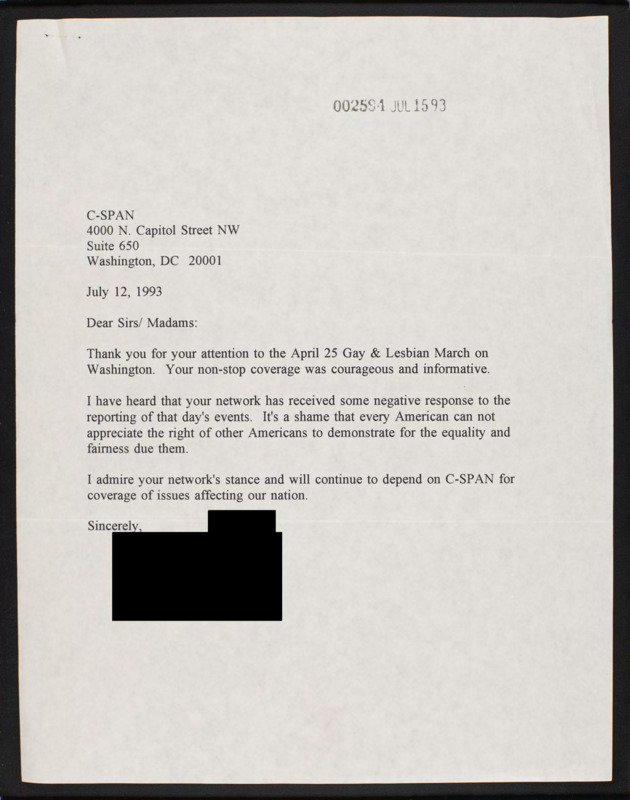 002594 JUL 15 93
C-SPAN
4000 N. Capitol Street NW
Suite 650
Washington, DC 20001
July 12, 1993
Dear Sirs/ Madams:
Thank you for your attention to the April 25 Gay & Lesbian March on
Washington. Your non-stop coverage was courageous and informative.
I have heard that your network has received some negative response to the
reporting of that day's events. It's a shame that every American can not
appreciate the right of other Americans to demonstrate for the equality and
fairness due them.
I admire your network's stance and will continue to depend on C-SPAN for
coverage of issues affecting our nation.
Sincerely,